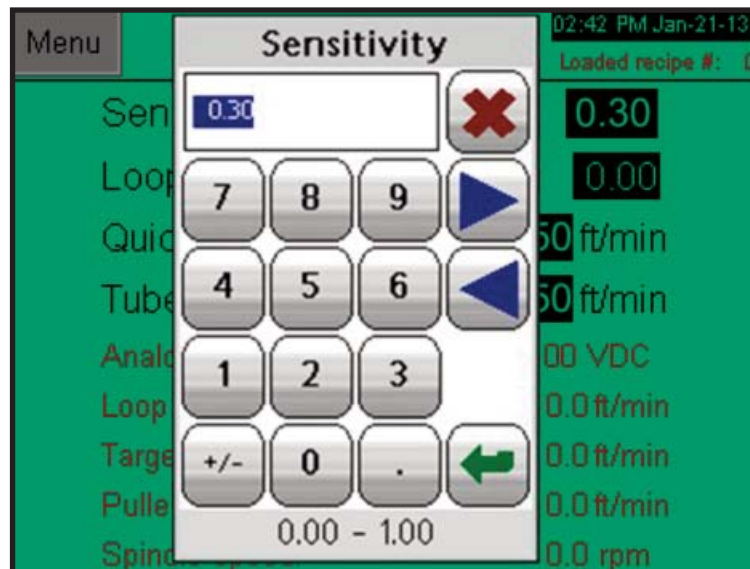 Menu
Sensitivity
02:42 PM Jan-21-13
Loaded recipe #:
0.30
0.30
7 8 9
0.00
ft/min
4 5 6
50 ft/min
VDC
1 2 3
Loop
0.0 ft/min
+/- 0 .
0.0 ft/min
0.0 ft/min
0.00 - 1.00
0.0 rpm